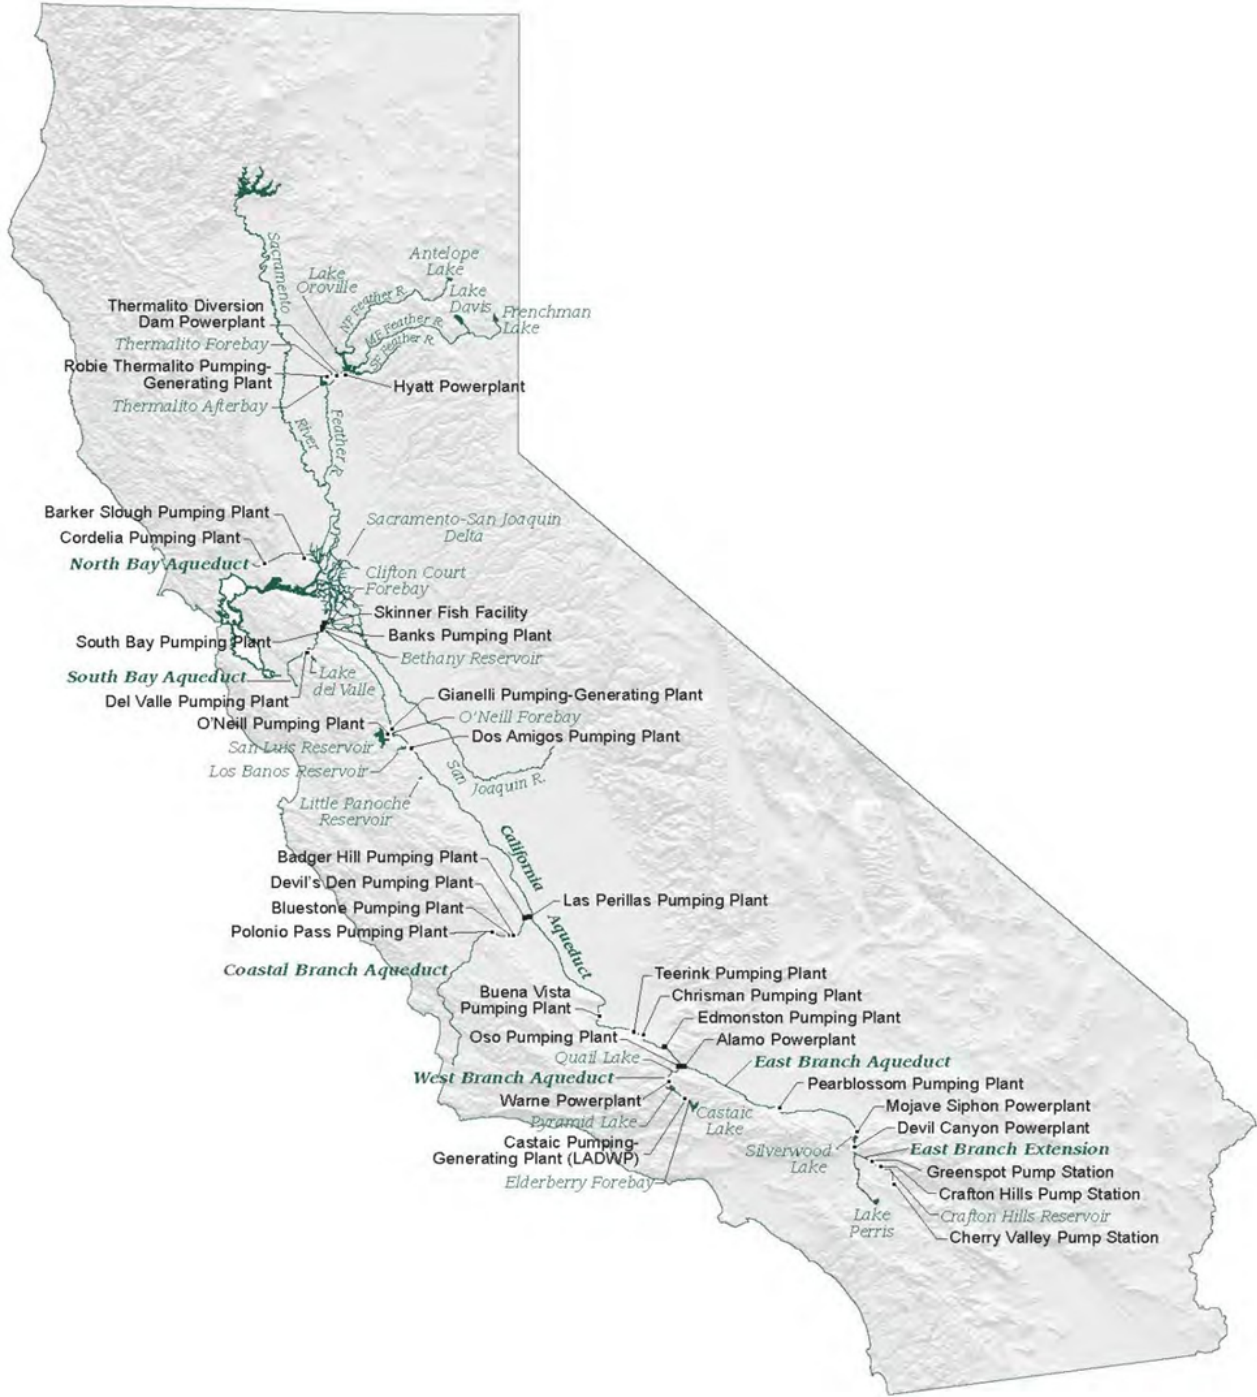 Antelope
Lake
Lake
Oroville
Sacramento
NF Feather R.
Lake
Davis
Frenchman
Lake
MF Feather R.
SF Feather R.
Thermalito Diversion
Dam Powerplant
Thermalito Forebay
Robie Thermalito Pumping-
Generating Plant
Hyatt Powerplant
Thermalito Afterbay
River
Feather R.
Barker Slough Pumping Plant
Sacramento-San Joaquin
Delta
Cordelia Pumping Plant
North Bay Aqueduct
Clifton Court
Forebay
Skinner Fish Facility
Banks Pumping Plant
South Bay Pumping Plant
Bethany Reservoir
South Bay Aqueduct
Lake
del Valle
Del Valle Pumping Plant
Gianelli Pumping-Generating Plant
O'Neill Pumping Plant
O'Neill Forebay
Dos Amigos Pumping Plant
San Luis Reservoir
Los Banos Reservoir
San
Joaquin R.
Little Panoche
Reservoir
California
Aqueduct
Badger Hill Pumping Plant
Devil's Den Pumping Plant
Las Perillas Pumping Plant
Bluestone Pumping Plant
Polonio Pass Pumping Plant
Coastal Branch Aqueduct
Teerink Pumping Plant
Buena Vista
Pumping Plant
Chrisman Pumping Plant
Edmonston Pumping Plant
Oso Pumping Plant
Alamo Powerplant
Quail Lake
East Branch Aqueduct
West Branch Aqueduct
Pearblossom Pumping Plant
Warne Powerplant
Mojave Siphon Powerplant
Pyramid Lake
Castaic
Lake
Devil Canyon Powerplant
Castaic Pumping-
Generating Plant (LADWP)
Silverwood
Lake
East Branch Extension
Elderberry Forebay
Greenspot Pump Station
Crafton Hills Pump Station
Lake
Perris
Crafton Hills Reservoir
Cherry Valley Pump Station